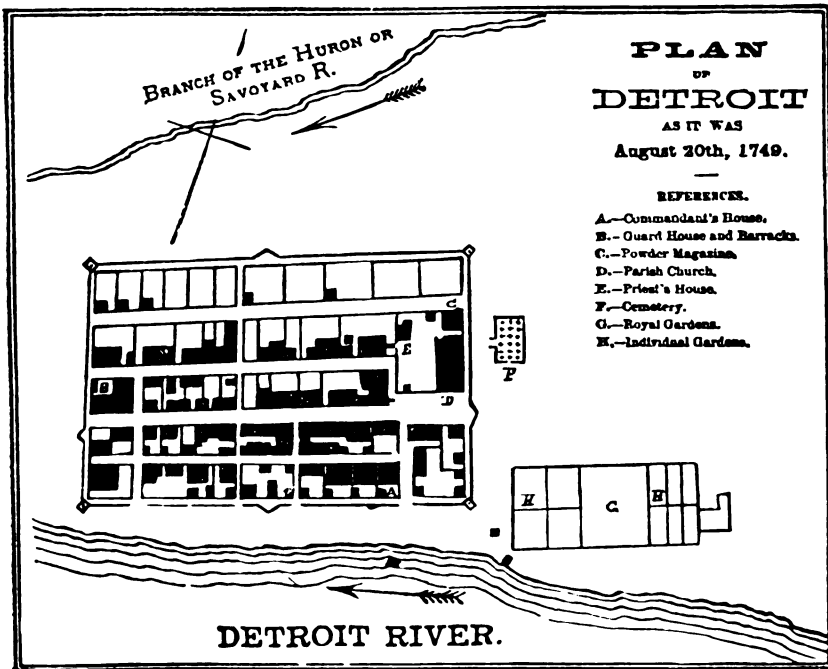 BRANCH OF THE HURON OR
SAVOYARD R.
PLAN
OF
DETROIT
AS IT WAS
August 20th, 1749.
REFERENCES.
A.—Commandant's House.
B.—Guard House and Barracks.
C.—Powder Magazine.
D.—Parish Church.
E.—Priest's House.
F.—Cemetery.
G.—Royal Gardens.
H.—Individual Gardens.
C
E
B
D
F
A
H
G
H
DETROIT RIVER.